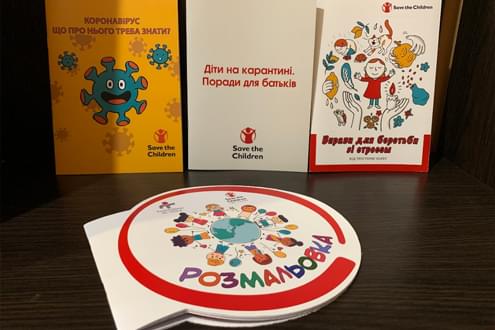 КОРОНАВІРУС
ЩО ПРО НЬОГО ТРЕБА ЗНАТИ?
Save the
Children
Діти на карантині.
Поради для батьків
Save the
Children
Save the Children
Вправи для боротьби
зі стресом
РОЗМАЛЬОВКА